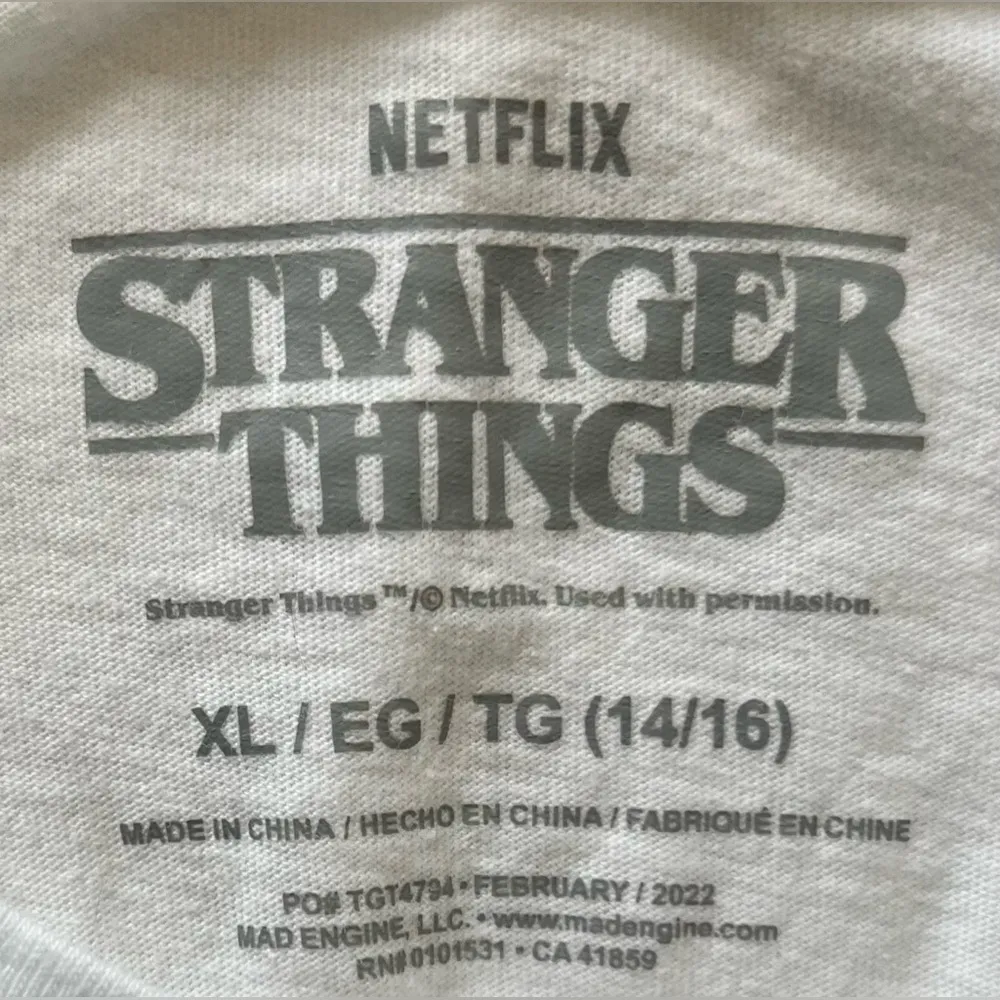 NETFLIX
STRANGER
THINGS
Stranger Things ™/© Netflix. Used with permission.
XL / EG / TG (14/16)
MADE IN CHINA / HECHO EN CHINA / FABRIQUÉ EN CHINE
PO# TGT4794 • FEBRUARY / 2022
MAD ENGINE, LLC. • www.madengine.com
RN# 0101531 • CA 41859